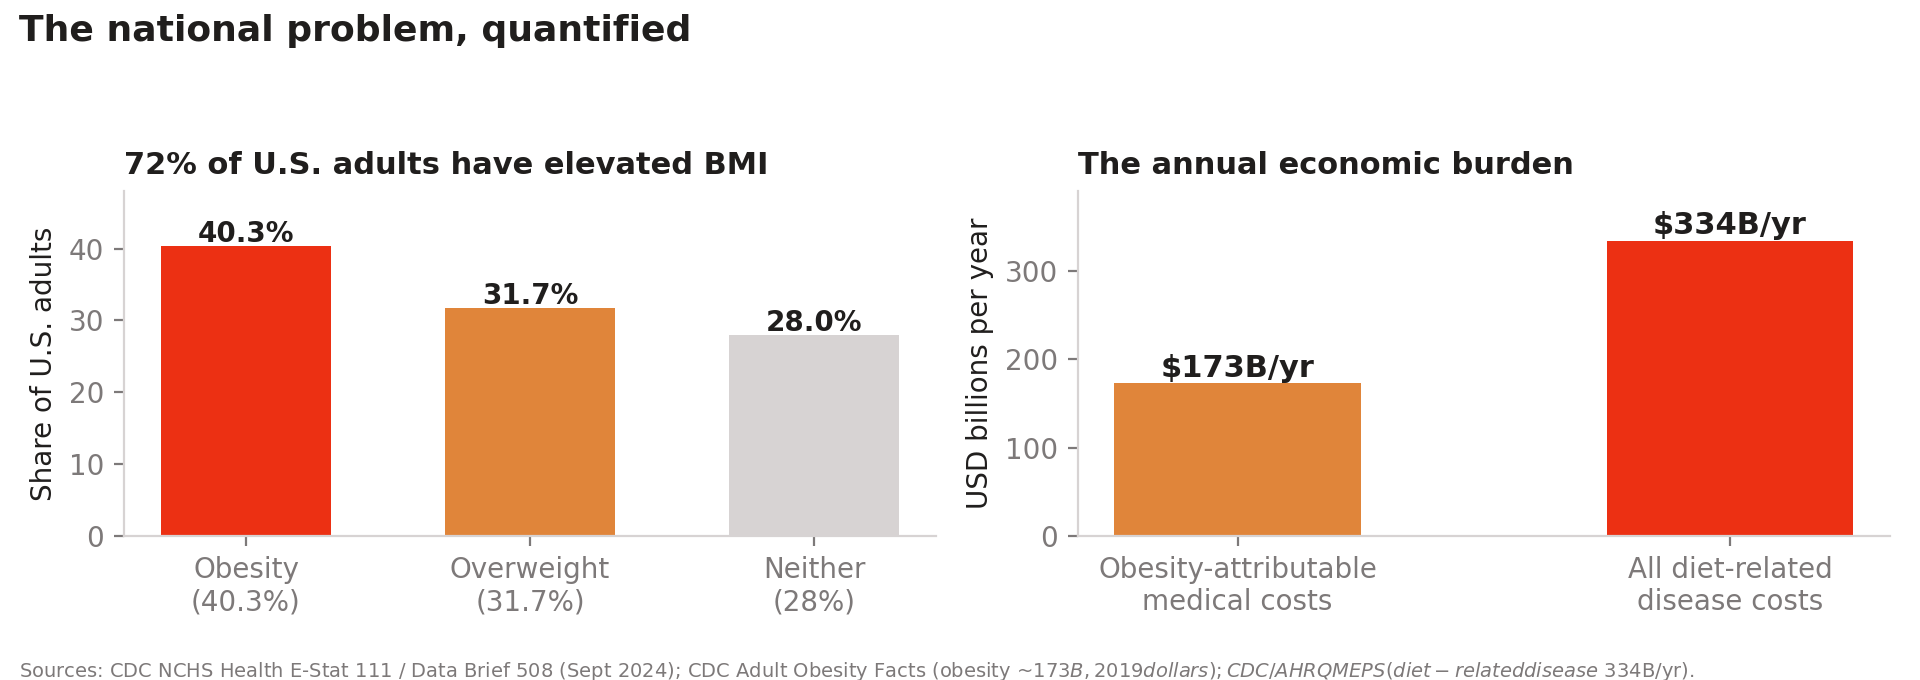 The national problem, quantified
72% of U.S. adults have elevated BMI
Share of U.S. adults
40
30
20
10
0
40.3%
31.7%
28.0%
Obesity
(40.3%)
Overweight
(31.7%)
Neither
(28%)
The annual economic burden
USD billions per year
300
200
100
0
$173B/yr
$334B/yr
Obesity-attributable
medical costs
All diet-related
disease costs
Sources: CDC NCHS Health E-Stat 111 / Data Brief 508 (Sept 2024); CDC Adult Obesity Facts (obesity ~173B,2019dollars);CDC/AHRQMEPS(diet−relateddisease 334B/yr).